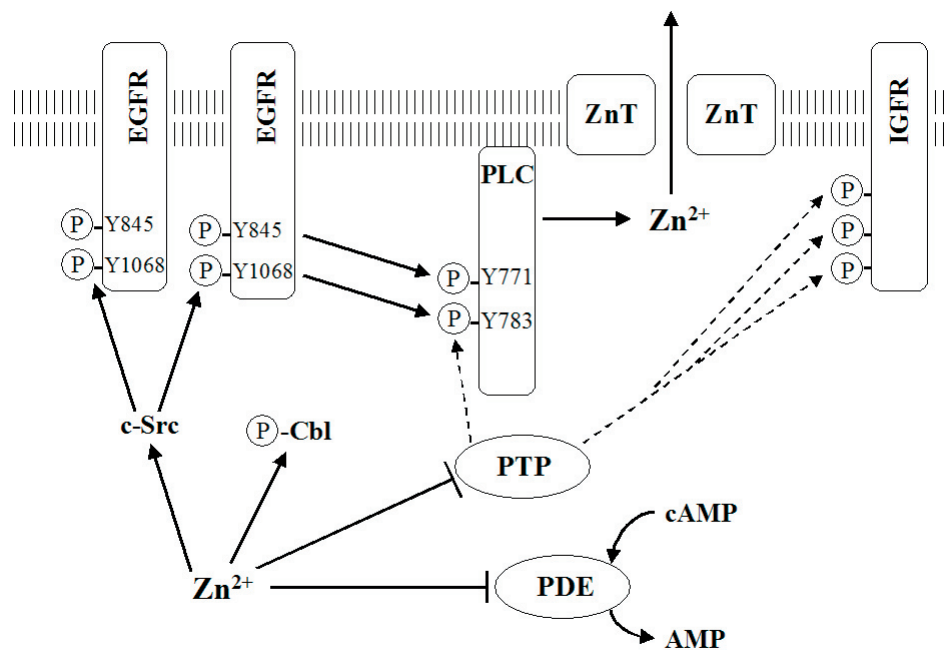 EGFR
EGFR
ZnT
ZnT
IGFR
PLC
P
P
P
Y845
Y845
Zn²⁺
P
P
P
Y1068
Y1068
P
Y771
P
P
Y783
c-Src
P -Cbl
PTP
cAMP
Zn²⁺
PDE
AMP